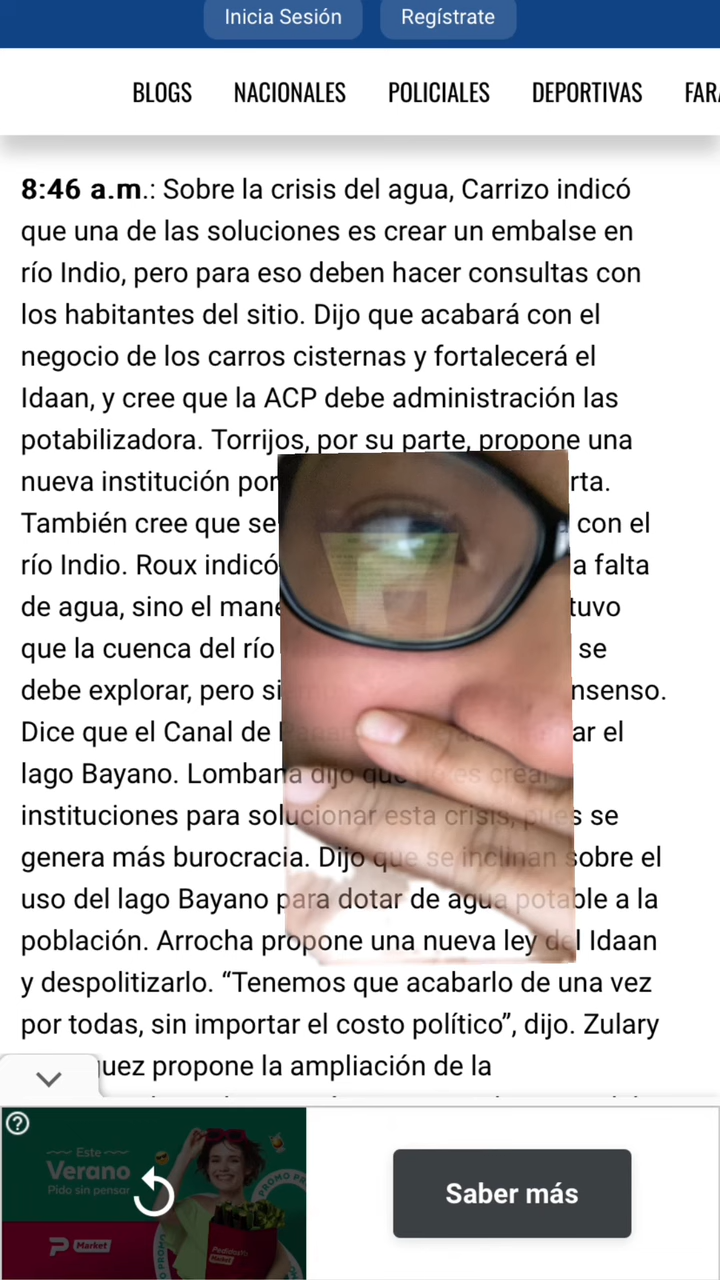 Inicia Sesión Regístrate
BLOGS NACIONALES POLICIALES DEPORTIVAS FARA
8:46 a.m.: Sobre la crisis del agua, Carrizo indicó
que una de las soluciones es crear un embalse en
río Indio, pero para eso deben hacer consultas con
los habitantes del sitio. Dijo que acabará con el
negocio de los carros cisternas y fortalecerá el
Idaan, y cree que la ACP debe administración las
potabilizadora. Torrijos, por su parte, propone una
nueva institución por rta.
También cree que se con el
río Indio. Roux indicó a falta
de agua, sino el mane tuvo
que la cuenca del río se
debe explorar, pero si nsenso.
Dice que el Canal de ar el
lago Bayano. Lombana dijo que no es crear
instituciones para solucionar esta crisis, pues se
genera más burocracia. Dijo que se inclinan sobre el
uso del lago Bayano para dotar de agua potable a la
población. Arrocha propone una nueva ley del Idaan
y despolitizarlo. “Tenemos que acabarlo de una vez
por todas, sin importar el costo político”, dijo. Zulary
uez propone la ampliación de la
Este
Verano
Pido sin pensar
PROMO
Market
PedidosYa
Market
Saber más